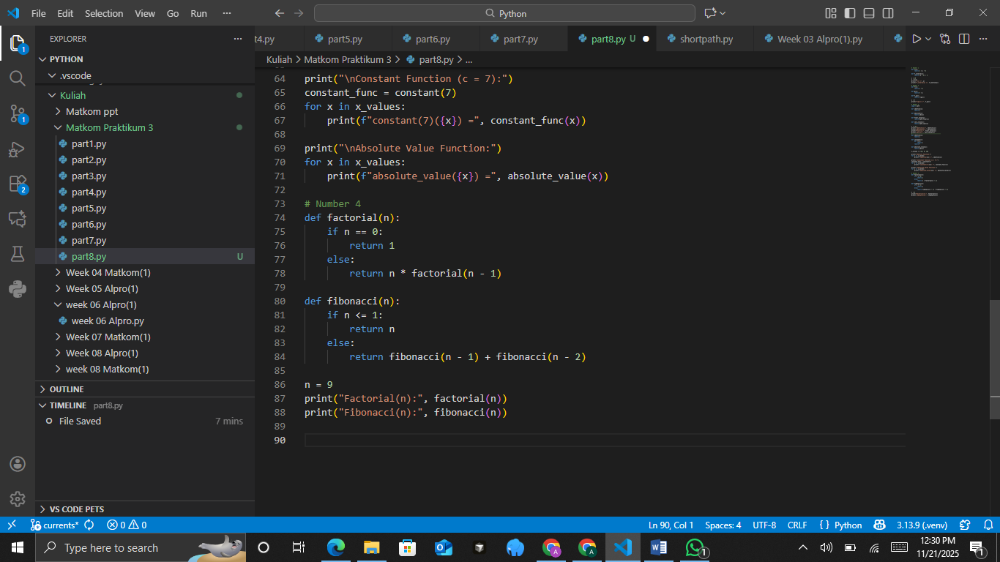 File Edit Selection View Go Run ··· Python
EXPLORER ···
t4.py part5.py part6.py part7.py part8.py U shortpath.py Week 03 Alpro(1).py
PYTHON
.vscode
Kuliah
Matkom ppt
Matkom Praktikum 3
part1.py
part2.py
part3.py
part4.py
part5.py
part6.py
part7.py
part8.py U
Week 04 Matkom(1)
Week 05 Alpro(1)
week 06 Alpro(1)
week 06 Alpro.py
Week 07 Matkom(1)
Week 08 Alpro(1)
week 08 Matkom(1)
OUTLINE
TIMELINE part8.py
File Saved 7 mins
VS CODE PETS
1
1
2
Kuliah > Matkom Praktikum 3 > part8.py > ...
64 print("\nConstant Function (c = 7):")
65 constant_func = constant(7)
66 for x in x_values:
67     print(f"constant(7)({x}) =", constant_func(x))
68
69 print("\nAbsolute Value Function:")
70 for x in x_values:
71     print(f"absolute_value({x}) =", absolute_value(x))
72
73 # Number 4
74 def factorial(n):
75     if n == 0:
76         return 1
77     else:
78         return n * factorial(n - 1)
79
80 def fibonacci(n):
81     if n <= 1:
82         return n
83     else:
84         return fibonacci(n - 1) + fibonacci(n - 2)
85
86 n = 9
87 print("Factorial(n):", factorial(n))
88 print("Fibonacci(n):", fibonacci(n))
89
90
currents* 0 0 Ln 90, Col 1 Spaces: 4 UTF-8 CRLF { } Python 3.13.9 (.venv)
Type here to search
A
A
1
12:30 PM
11/21/2025
1